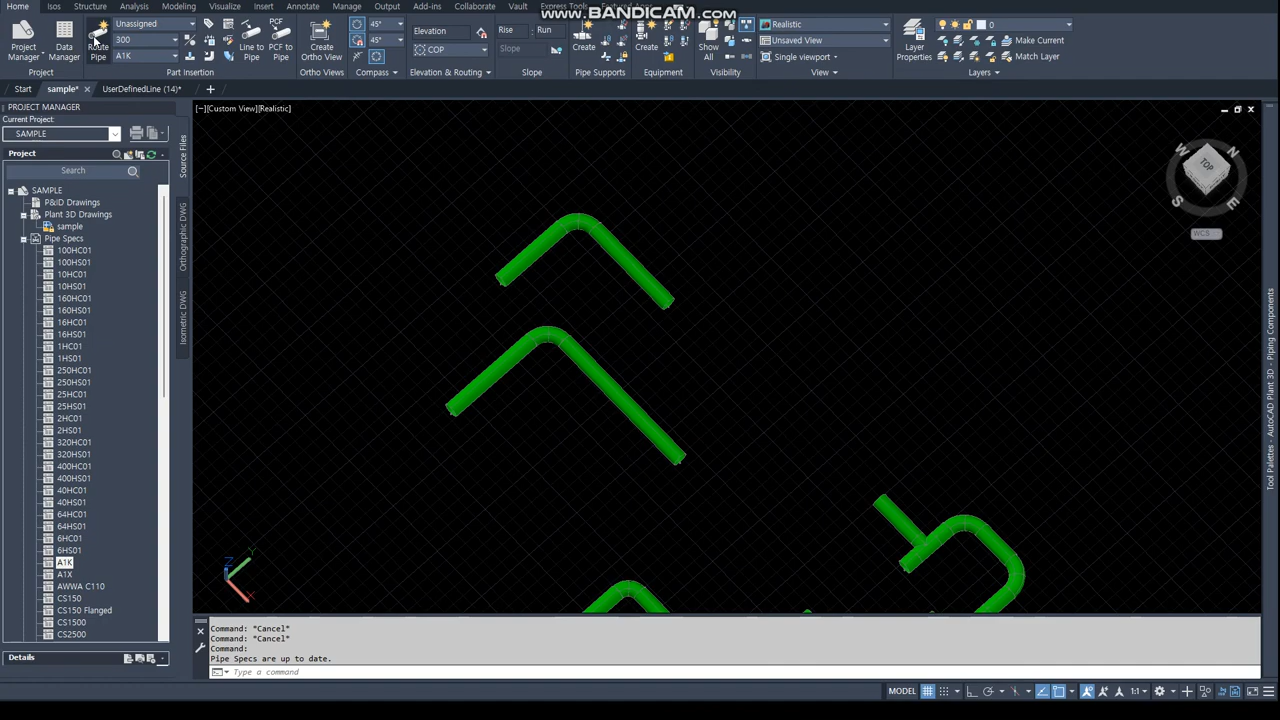 www.BANDICAM.com
Home Isos Structure Analysis Modeling Visualize Insert Annotate Manage Output Add-ins Collaborate Vault Express Tools Featured Apps
Unassigned 45° Elevation Rise Run Realistic 0
300 45° COP Slope Unsaved View Make Current
A1K Single viewport Match Layer
Project Manager Data Manager Route Pipe Line to Pipe PCF to Pipe Create Ortho View Create Create Show All Layer Properties
Project Part Insertion Ortho Views Compass Elevation & Routing Slope Pipe Supports Equipment Visibility View Layers
Start sample* UserDefinedLine (14)*
PROJECT MANAGER
[−][Custom View][Realistic]
Current Project:
SAMPLE
Project
Search
SAMPLE
P&ID Drawings
Plant 3D Drawings
sample
Pipe Specs
100HC01
100HS01
10HC01
10HS01
160HC01
160HS01
16HC01
16HS01
1HC01
1HS01
250HC01
250HS01
25HC01
25HS01
2HC01
2HS01
320HC01
320HS01
400HC01
400HS01
40HC01
40HS01
64HC01
64HS01
6HC01
6HS01
A1K
A1X
AWWA C110
CS150
CS150 Flanged
CS1500
CS2500
Details
Source Files
Orthographic DWG
Isometric DWG
TOP
W N S E
WCS
Tool Palettes - AutoCAD Plant 3D - Piping Components
Z Y X
Command: *Cancel*
Command: *Cancel*
Command:
Pipe Specs are up to date.
Type a command
MODEL 1:1